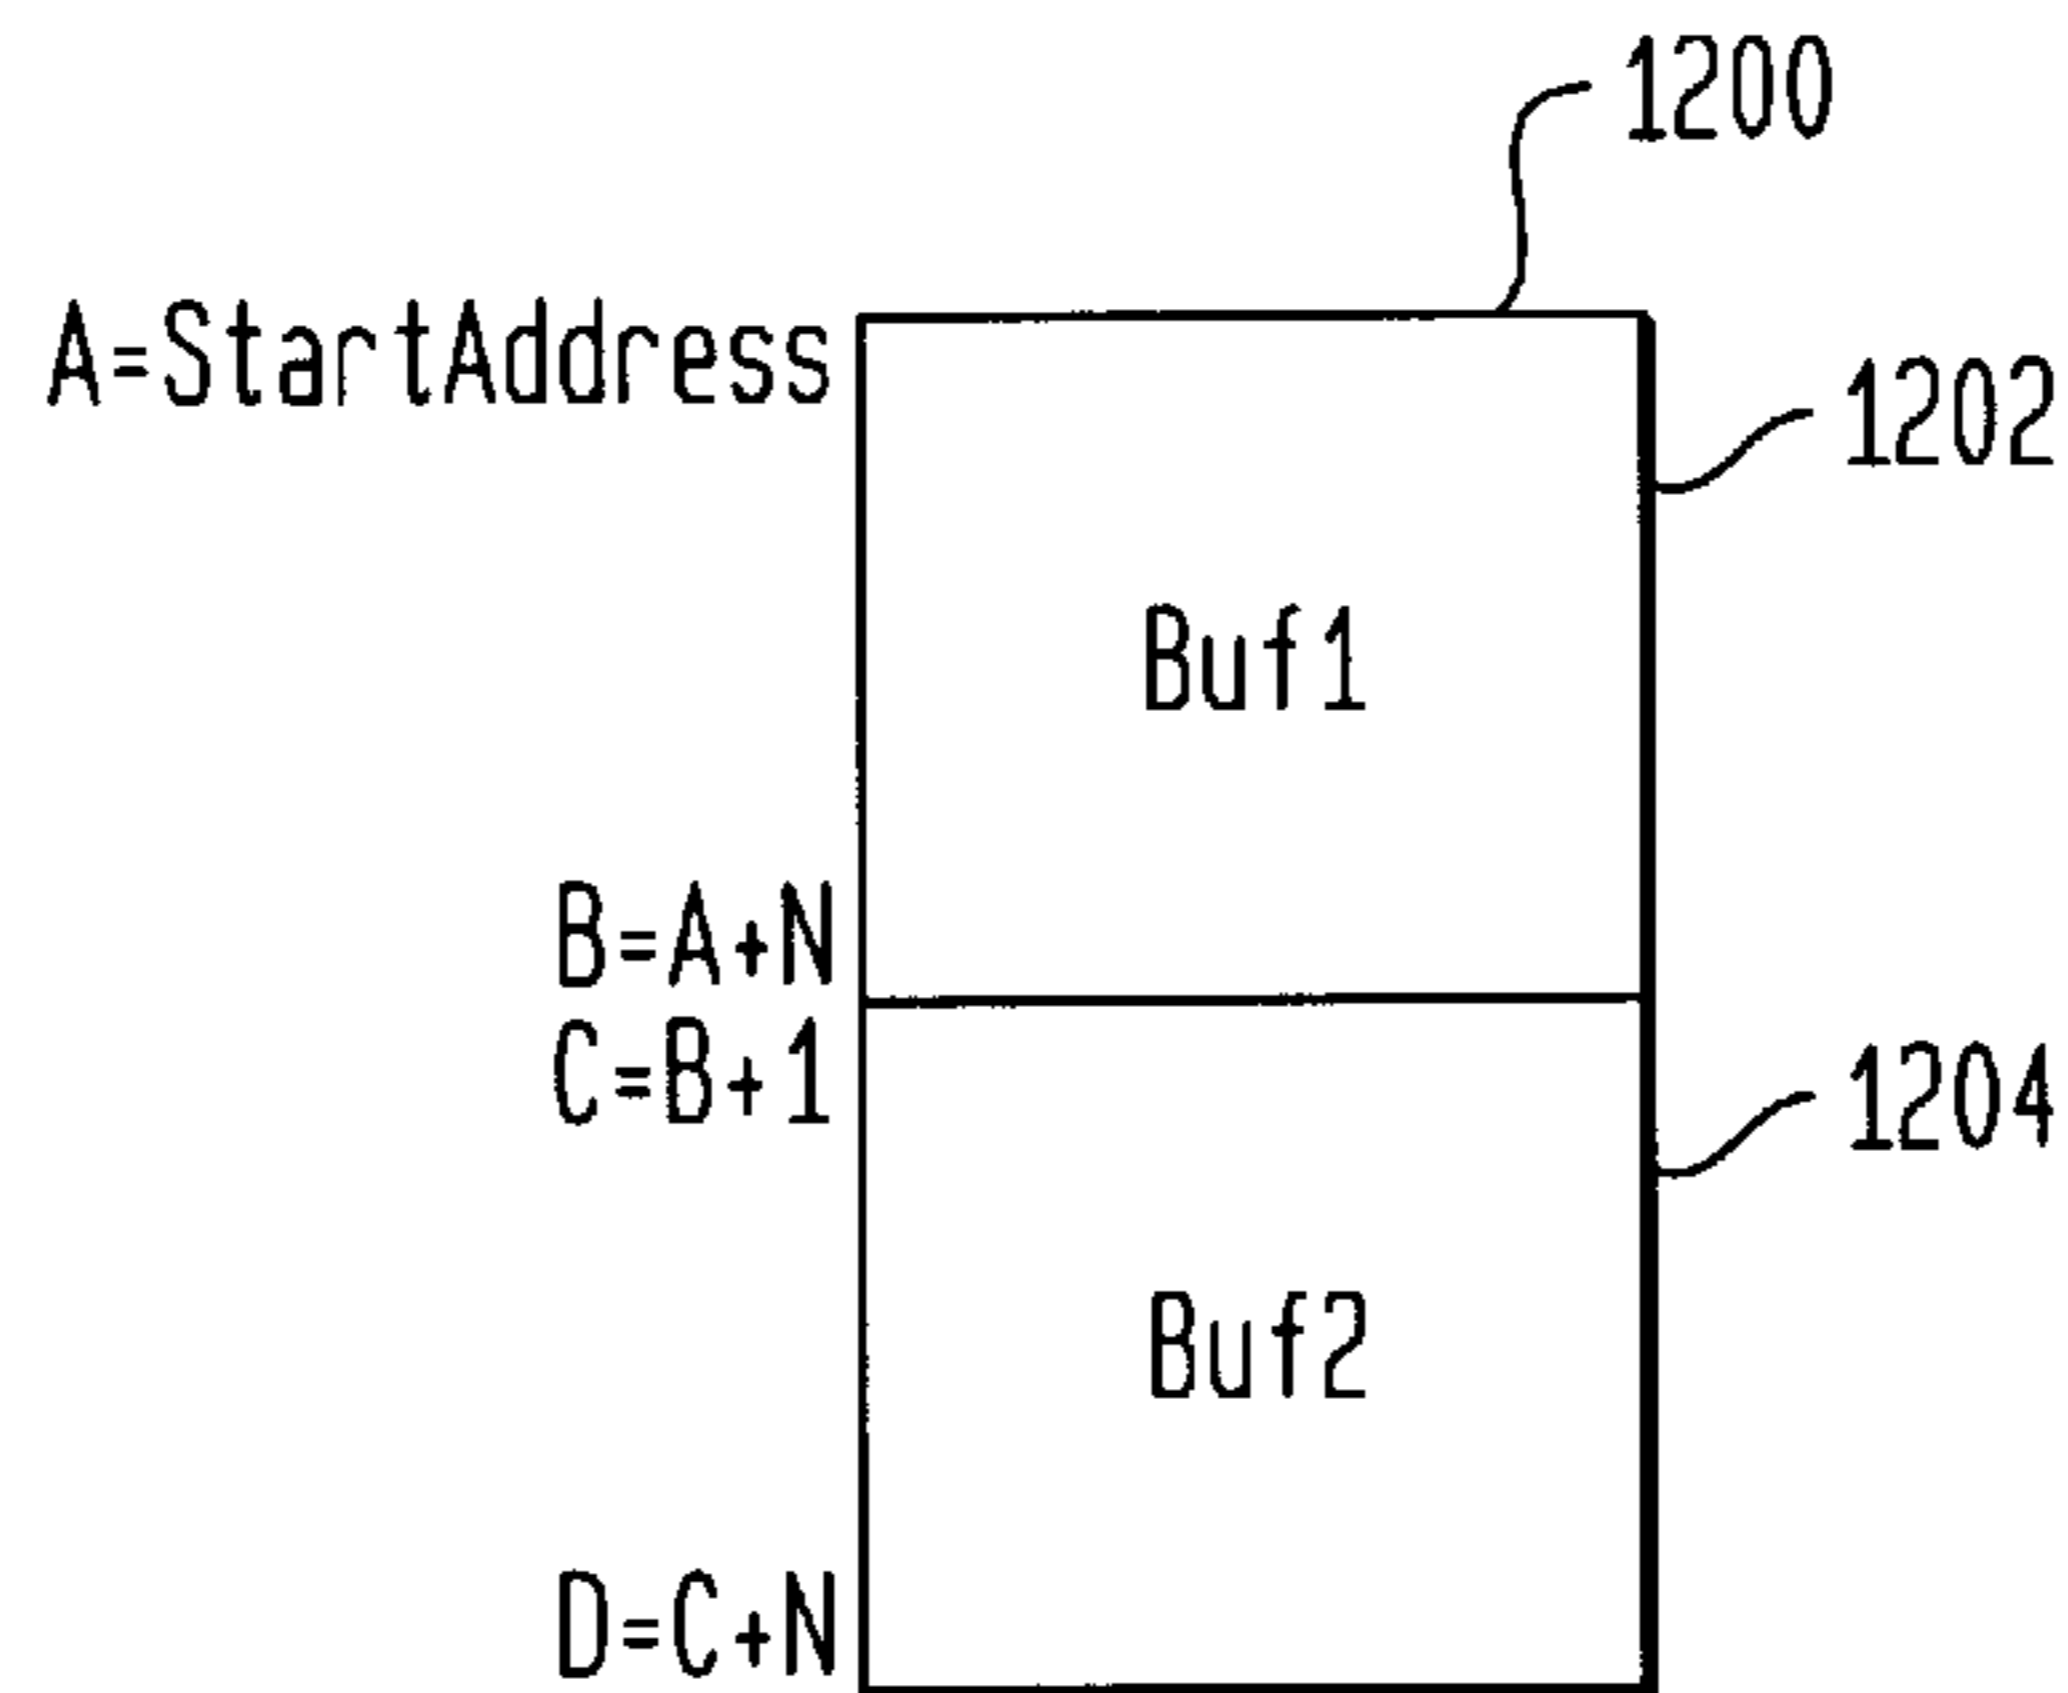 1200
A=StartAddress
1202
Buf1
B=A+N
C=B+1
1204
Buf2
D=C+N